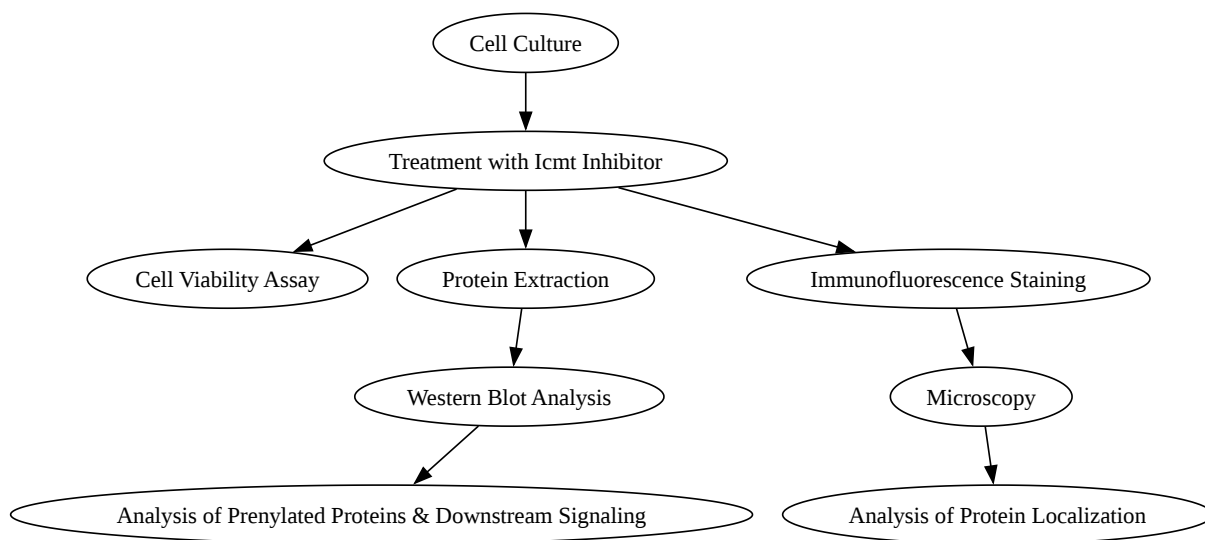 Cell Culture
Treatment with Icmt Inhibitor
Cell Viability Assay
Protein Extraction
Immunofluorescence Staining
Western Blot Analysis
Microscopy
Analysis of Prenylated Proteins & Downstream Signaling
Analysis of Protein Localization